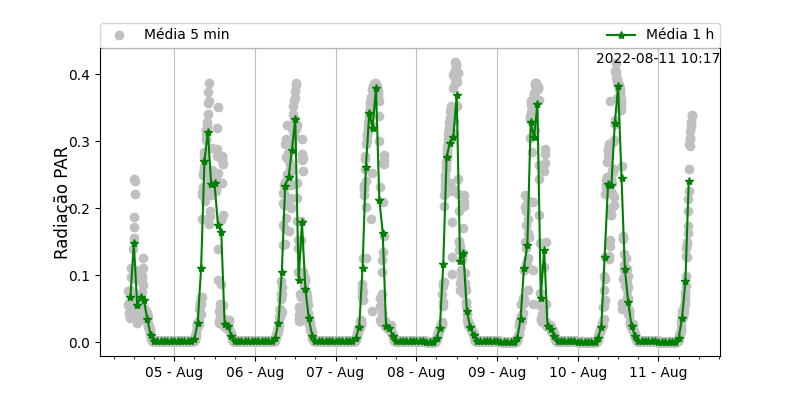 Média 5 min
Média 1 h
2022-08-11 10:17
Radiação PAR
0.4
0.3
0.2
0.1
0.0
05 - Aug
06 - Aug
07 - Aug
08 - Aug
09 - Aug
10 - Aug
11 - Aug